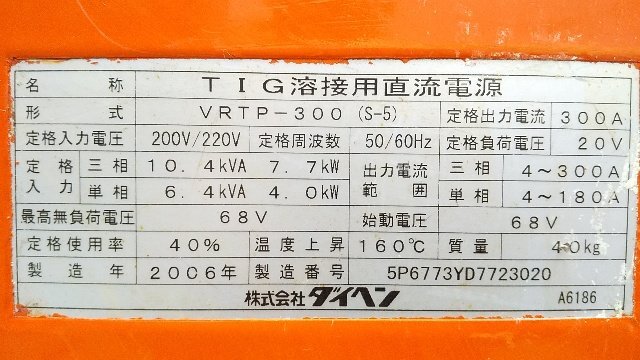 名称 TIG溶接用直流電源
形式 VRTP-300 (S-5) 定格出力電流 300A
定格入力電圧 200V/220V 定格周波数 50/60Hz 定格負荷電圧 20V
定格入力 三相 10.4kVA 7.7kW 出力電流範囲 三相 4~300A
単相 6.4kVA 4.0kW 単相 4~180A
最高無負荷電圧 68V 始動電圧 68V
定格使用率 40% 温度上昇 160℃ 質量 40kg
製造年 2006年 製造番号 5P6773YD7723020
株式会社ダイヘン A6186